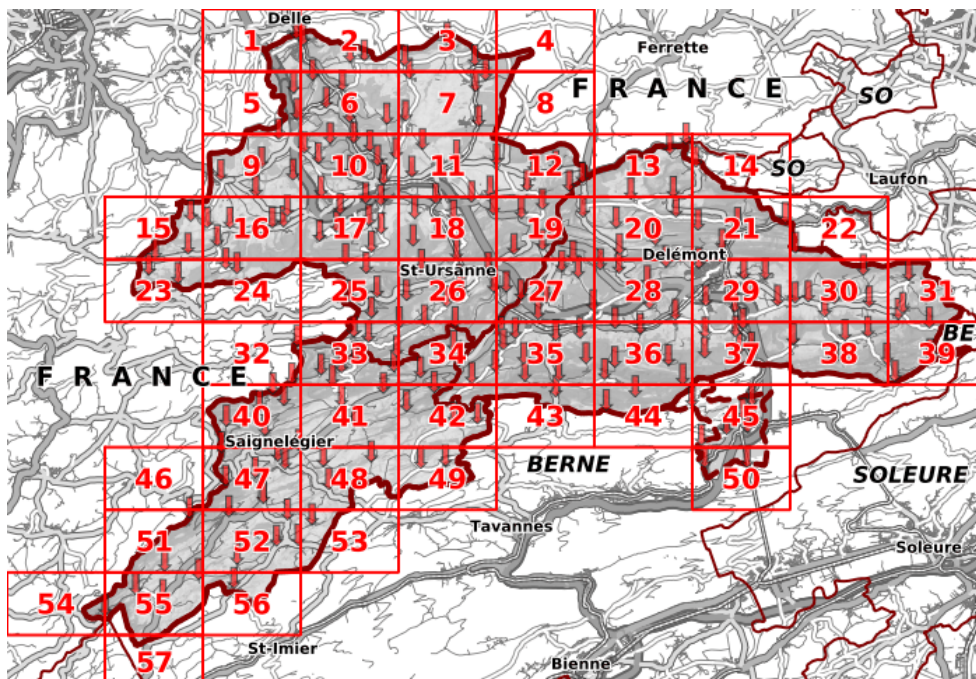 Delle
1 2 3 4
Ferrette
5 6 7 8
FRANCE
SO
9 10 11 12 13 14
SO
Laufon
15 16 17 18 19 20 21 22
Delémont
St-Ursanne
23 24 25 26 27 28 29 30 31
BE
32 33 34 35 36 37 38 39
FRANCE
40 41 42 43 44 45
Saignelégier
46 47 48 49 50
BERNE
SOLEURE
Tavannes
51 52 53
Soleure
54 55 56
St-Imier
57
Bienne